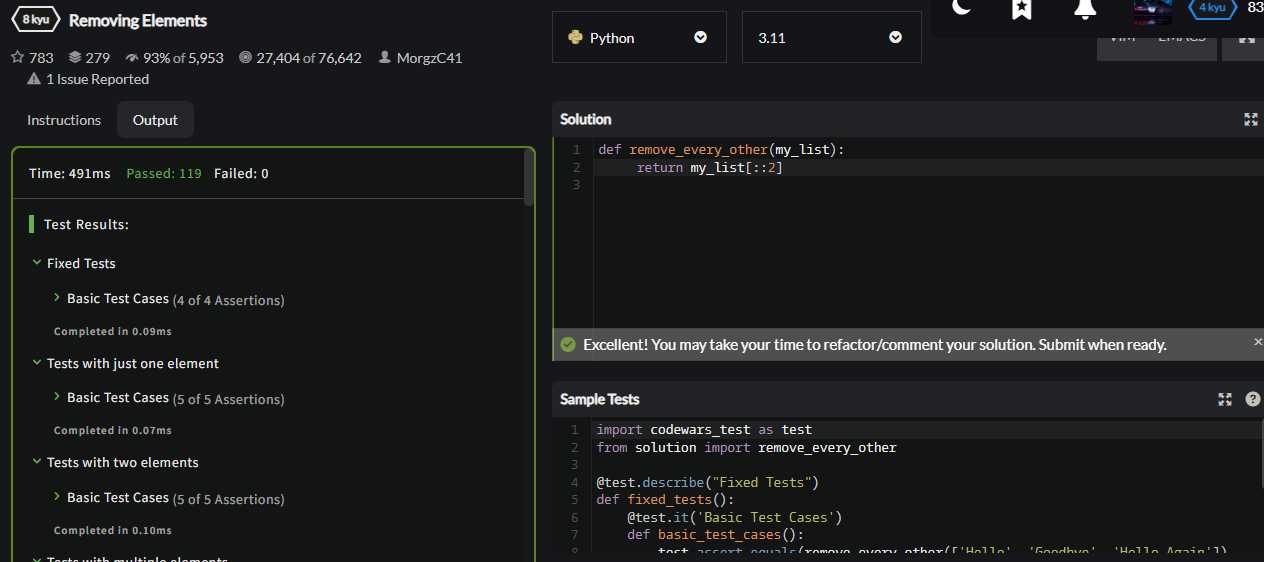 8 kyu Removing Elements
783 279 93% of 5,953 27,404 of 76,642 MorgzC41
1 Issue Reported
Instructions Output
Time: 491ms Passed: 119 Failed: 0
Test Results:
Fixed Tests
Basic Test Cases (4 of 4 Assertions)
Completed in 0.09ms
Tests with just one element
Basic Test Cases (5 of 5 Assertions)
Completed in 0.07ms
Tests with two elements
Basic Test Cases (5 of 5 Assertions)
Completed in 0.10ms
Tests with multiple elements
Python 3.11
4 kyu 83
VIM EMACS
Solution
1 def remove_every_other(my_list):
2 return my_list[::2]
3
Excellent! You may take your time to refactor/comment your solution. Submit when ready.
×
Sample Tests
?
1 import codewars_test as test
2 from solution import remove_every_other
3
4 @test.describe("Fixed Tests")
5 def fixed_tests():
6 @test.it('Basic Test Cases')
7 def basic_test_cases():
8 test.assert_equals(remove_every_other(['Hello', 'Goodbye', 'Hello Again']),